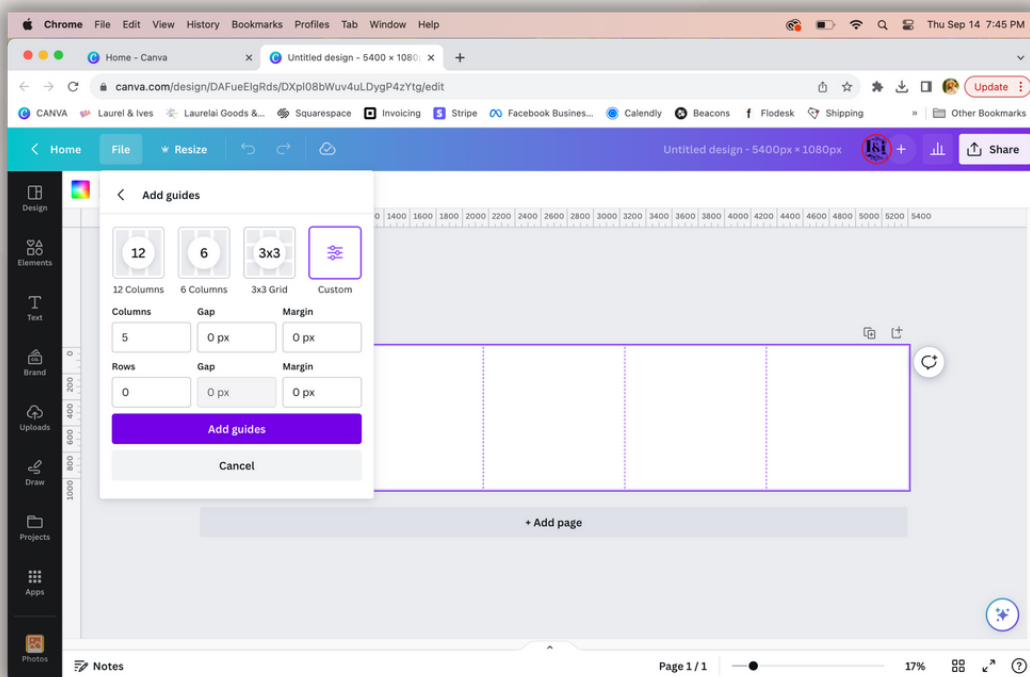 Chrome File Edit View History Bookmarks Profiles Tab Window Help Thu Sep 14 7:45 PM
Home - Canva Untitled design - 5400 × 1080
canva.com/design/DAFueElgRds/DXpl08bWuv4uLDygP4zYtg/edit Update
CANVA Laurel & Ives Laurelai Goods &... Squarespace Invoicing Stripe Facebook Busines... Calendly Beacons Flodesk Shipping » Other Bookmarks
Home File Resize Untitled design - 5400px × 1080px L&I + Share
Design
Elements
Text
Brand
Uploads
Draw
Projects
Apps
Photos
Add guides
12 6 3x3
12 Columns 6 Columns 3x3 Grid Custom
Columns Gap Margin
5 0 px 0 px
Rows Gap Margin
0 0 px 0 px
Add guides
Cancel
0 1400 1600 1800 2000 2200 2400 2600 2800 3000 3200 3400 3600 3800 4000 4200 4400 4600 4800 5000 5200 5400
0
200
400
600
800
1000
+ Add page
Notes Page 1 / 1 17%